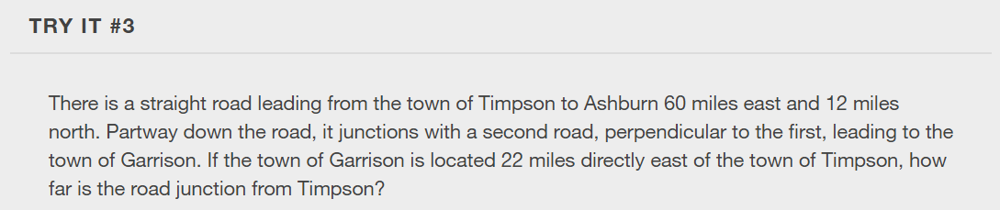 TRY IT #3
There is a straight road leading from the town of Timpson to Ashburn 60 miles east and 12 miles
north. Partway down the road, it junctions with a second road, perpendicular to the first, leading to the
town of Garrison. If the town of Garrison is located 22 miles directly east of the town of Timpson, how
far is the road junction from Timpson?